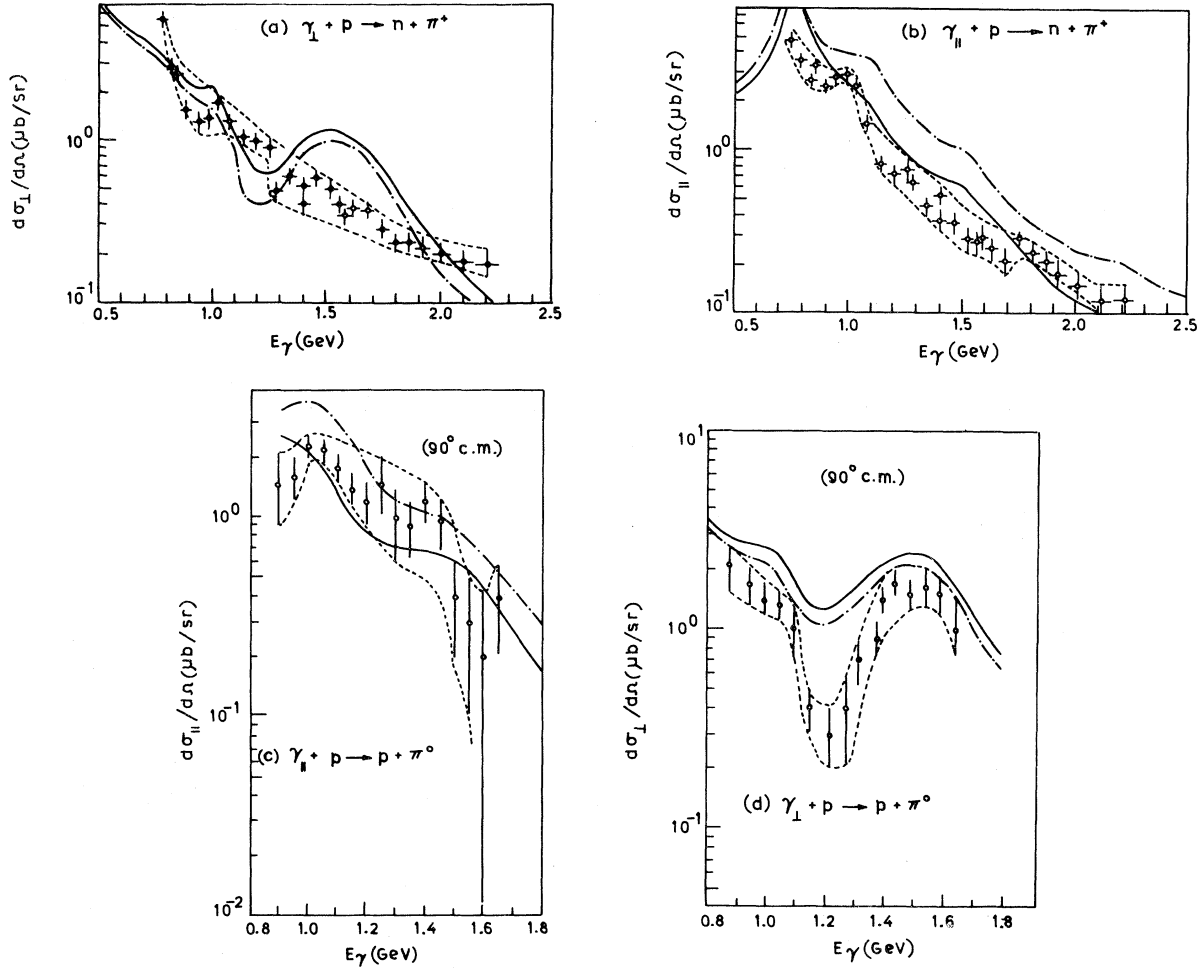 (a) γ⊥ + p → n + π⁺
dσ⊥/dΩ(μb/sr)
10⁰
10⁻¹
0.5 1.0 1.5 2.0 2.5
Eγ(GeV)
(b) γ∥ + p → n + π⁺
dσ∥/dΩ(μb/sr)
10⁰
10⁻¹
0.5 1.0 1.5 2.0 2.5
Eγ(GeV)
(90° c.m.)
dσ∥/dΩ(μb/sr)
10⁰
10⁻¹
(c) γ∥ + p → p + π⁰
10⁻²
0.8 1.0 1.2 1.4 1.6 1.8
Eγ(GeV)
10¹
(90° c.m.)
dσ⊥/dΩ(μb/sr)
10⁰
(d) γ⊥ + p → p + π⁰
10⁻¹
0.8 1.0 1.2 1.4 1.6 1.8
Eγ(GeV)